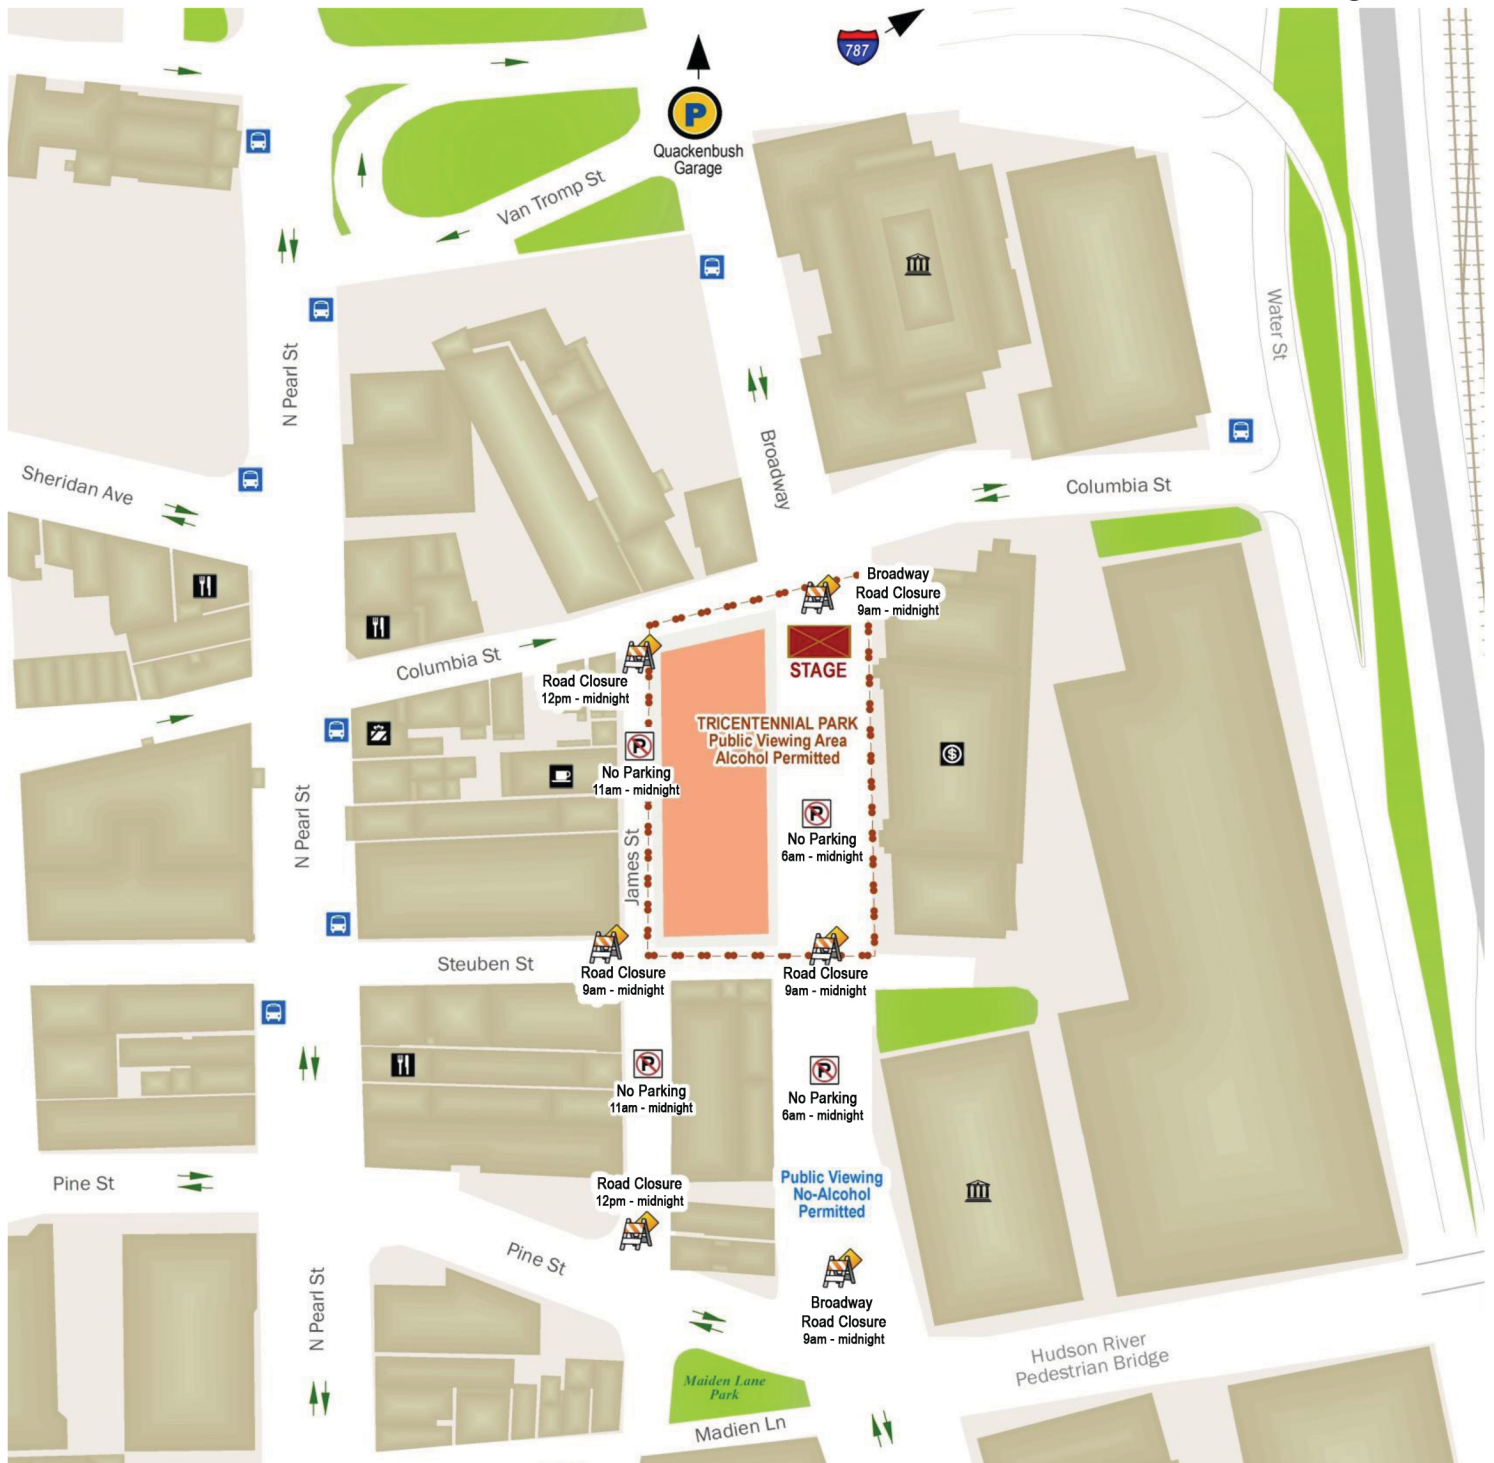 787
P
Quackenbush
Garage
Van Tromp St
Water St
N Pearl St
Broadway
Sheridan Ave
Columbia St
Broadway
Road Closure
9am - midnight
STAGE
Columbia St
Road Closure
12pm - midnight
TRICENTENNIAL PARK
Public Viewing Area
Alcohol Permitted
P
No Parking
11am - midnight
$
N Pearl St
James St
P
No Parking
6am - midnight
Steuben St
Road Closure
9am - midnight
Road Closure
9am - midnight
P
No Parking
11am - midnight
P
No Parking
6am - midnight
Pine St
Road Closure
12pm - midnight
Public Viewing
No-Alcohol
Permitted
Pine St
N Pearl St
Broadway
Road Closure
9am - midnight
Hudson River
Pedestrian Bridge
Maiden Lane
Park
Madien Ln